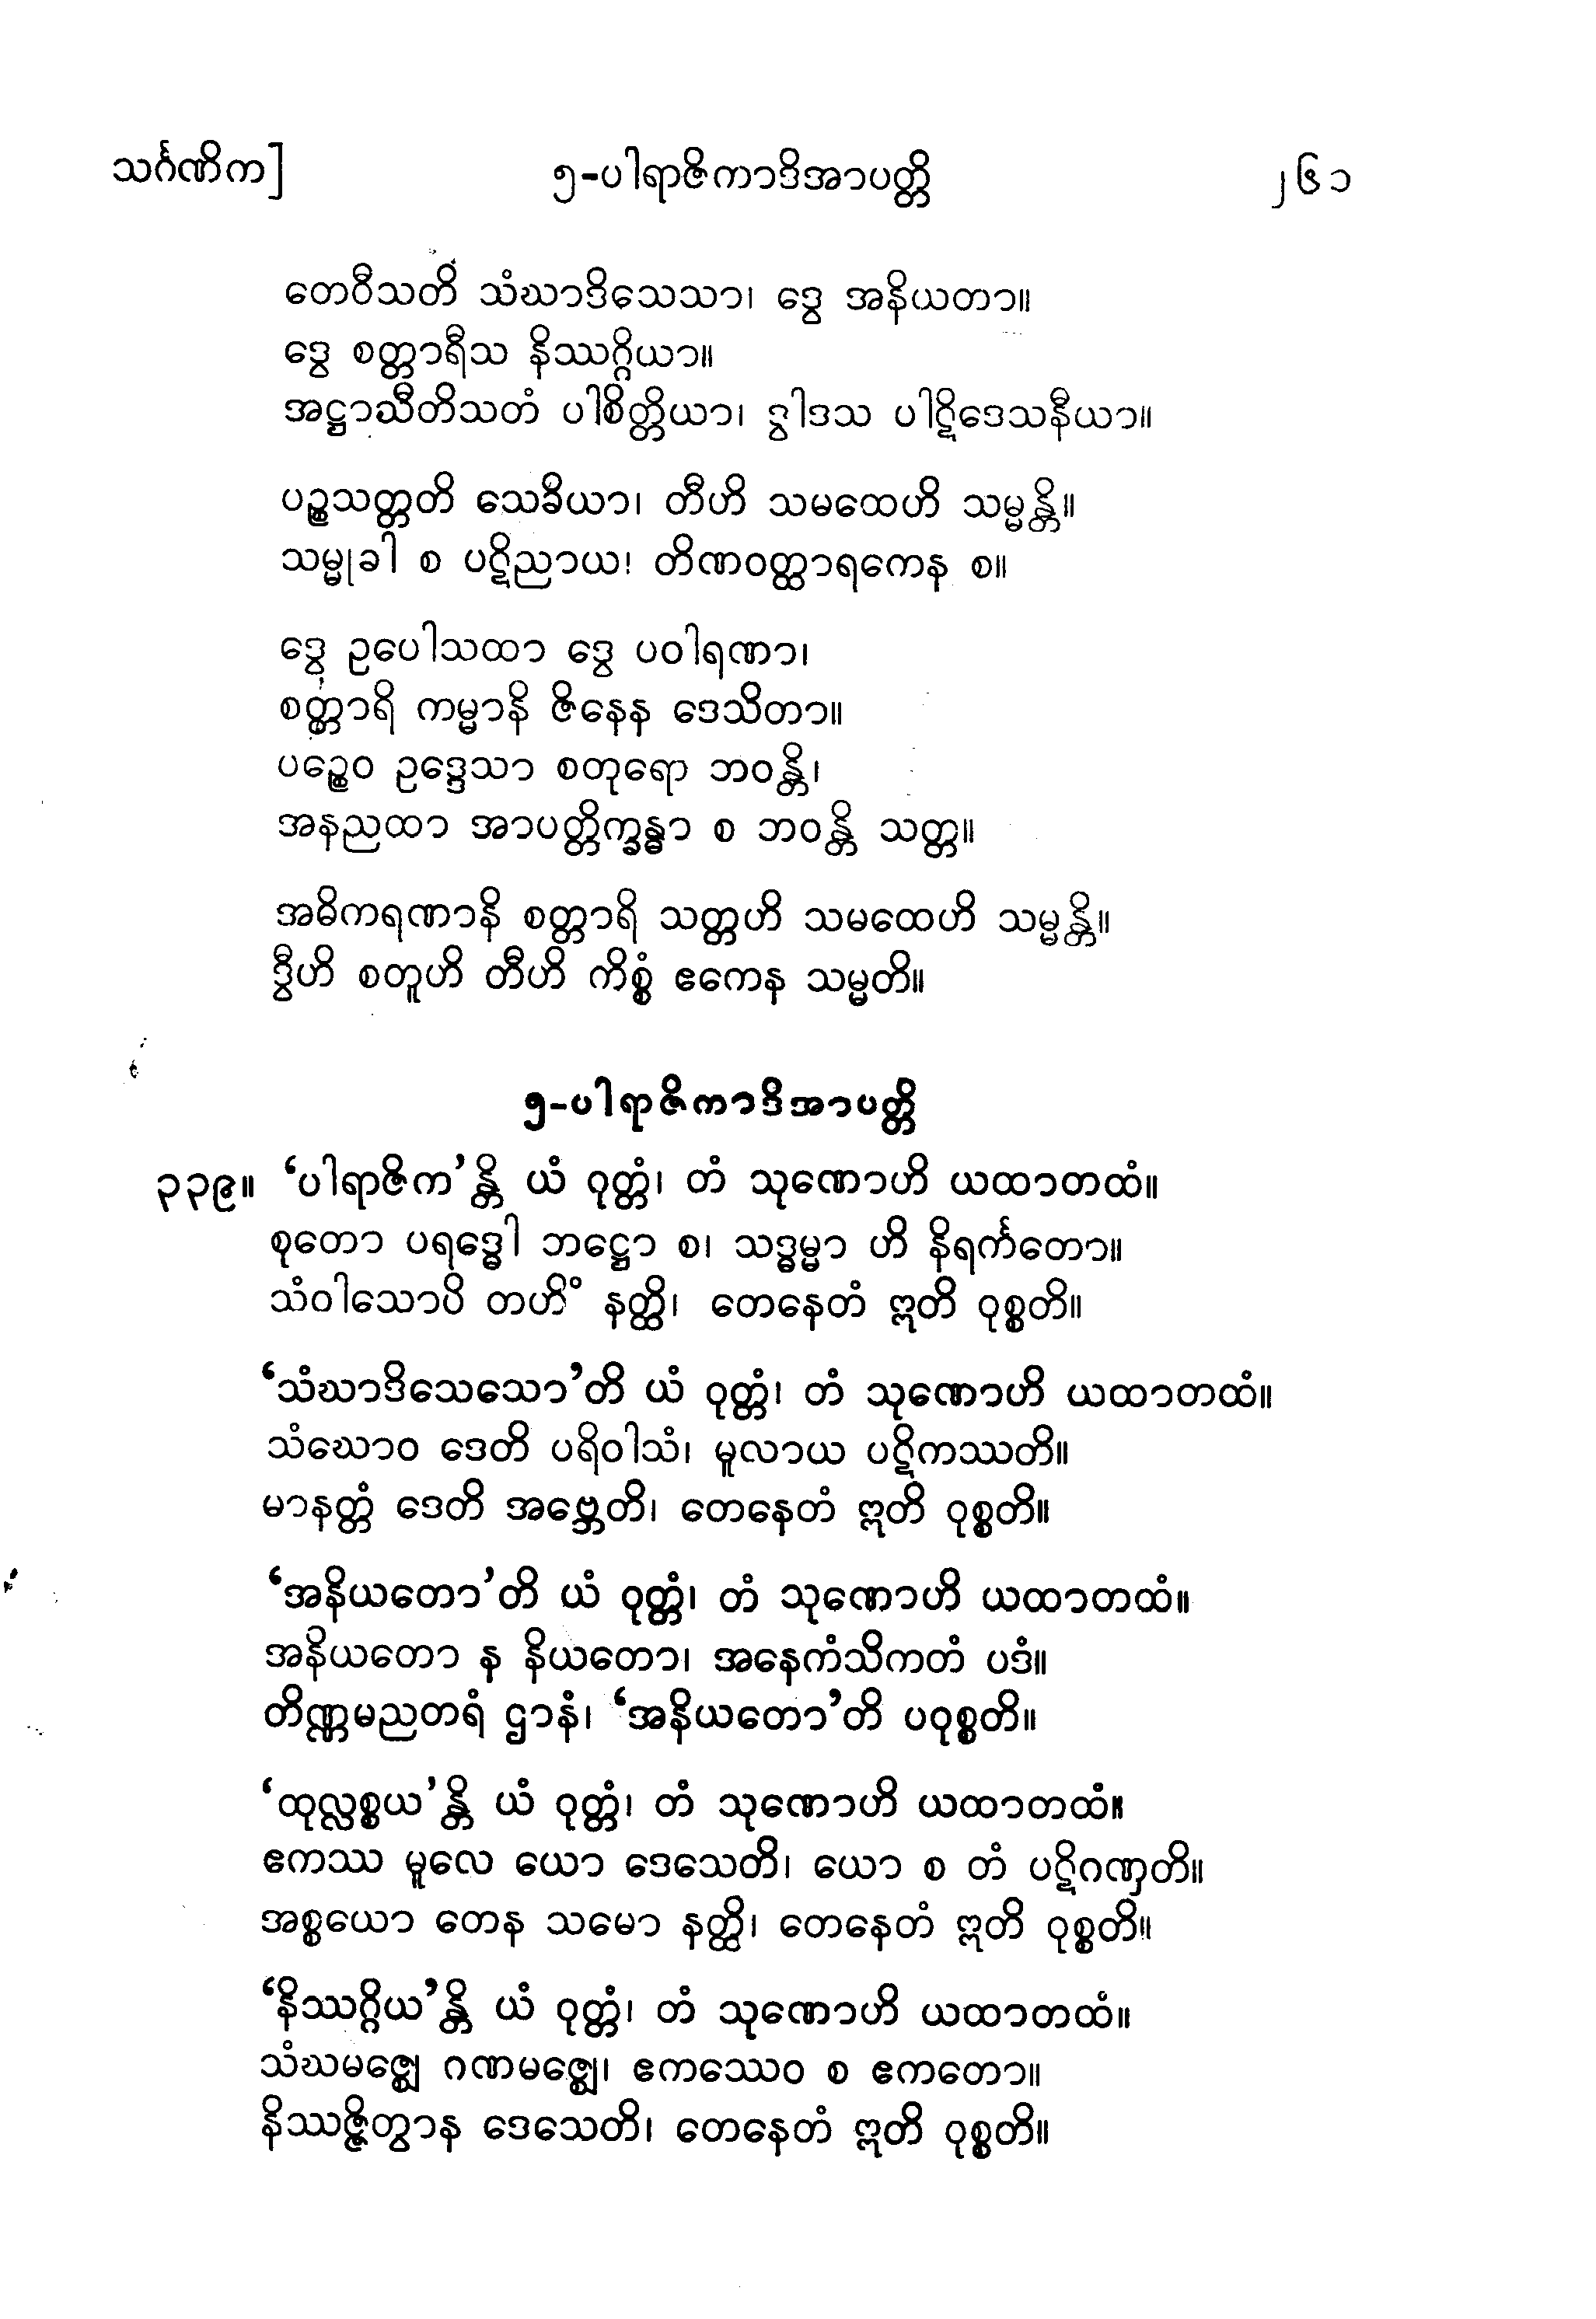 သင်္ဂဏိက]
၅-ပါရာဇိကာဒိအာပတ္တိ
၂၆၁
တေဝီသတိ သံဃာဒိသေသာ၊ ဒွေ အနိယတာ။
ဒွေ စတ္တာရီသ နိဿဂ္ဂိယာ။
အဋ္ဌာသီတိသတံ ပါစိတ္တိယာ၊ ဒွါဒသ ပါဋိဒေသနီယာ။
ပဉ္စသတ္တတိ သေခိယာ၊ တီဟိ သမထေဟိ သမ္မန္တိ။
သမ္မုခါ စ ပဋိညာယ၊ တိဏဝတ္ထာရကေန စ။
ဒွေ ဥပေါသထာ ဒွေ ပဝါရဏာ၊
စတ္တာရိ ကမ္မာနိ ဇိနေန ဒေသိတာ။
ပဉ္စေဝ ဥဒ္ဒေသာ စတုရော ဘဝန္တိ၊
အနညထာ အာပတ္တိက္ခန္ဓာ စ ဘဝန္တိ သတ္တ။
အဓိကရဏာနိ စတ္တာရိ သတ္တဟိ သမထေဟိ သမ္မန္တိ။
ဒွီဟိ စတူဟိ တီဟိ ကိစ္စံ ဧကေန သမ္မတိ။
၅-ပါရာဇိကာဒိအာပတ္တိ
၃၃၉။ ‘ပါရာဇိက’န္တိ ယံ ဝုတ္တံ၊ တံ သုဏောဟိ ယထာတထံ။
စုတော ပရဒ္ဓေါ ဘဋ္ဌော စ၊ သဒ္ဓမ္မာ ဟိ နိရင်္ကတော။
သံဝါသောပိ တဟိံ နတ္ထိ၊ တေနေတံ ဣတိ ဝုစ္စတိ။
‘သံဃာဒိသေသော’တိ ယံ ဝုတ္တံ၊ တံ သုဏောဟိ ယထာတထံ။
သံဃောဝ ဒေတိ ပရိဝါသံ၊ မူလာယ ပဋိကဿတိ။
မာနတ္တံ ဒေတိ အဗ္ဘေတိ၊ တေနေတံ ဣတိ ဝုစ္စတိ။
‘အနိယတော’တိ ယံ ဝုတ္တံ၊ တံ သုဏောဟိ ယထာတထံ။
အနိယတော န နိယတော၊ အနေကံသိကတံ ပဒံ။
တိဏ္ဏမညတရံ ဌာနံ၊ ‘အနိယတော’တိ ပဝုစ္စတိ။
‘ထုလ္လစ္စယ’န္တိ ယံ ဝုတ္တံ၊ တံ သုဏောဟိ ယထာတထံ။
ဧကဿ မူလေ ယော ဒေသေတိ၊ ယော စ တံ ပဋိဂဏှတိ။
အစ္စယော တေန သမော နတ္ထိ၊ တေနေတံ ဣတိ ဝုစ္စတိ။
‘နိဿဂ္ဂိယ’န္တိ ယံ ဝုတ္တံ၊ တံ သုဏောဟိ ယထာတထံ။
သံဃမဇ္ဈေ ဂဏမဇ္ဈေ၊ ဧကဿေဝ စ ဧကတော။
နိဿဇ္ဇိတွာန ဒေသေတိ၊ တေနေတံ ဣတိ ဝုစ္စတိ။